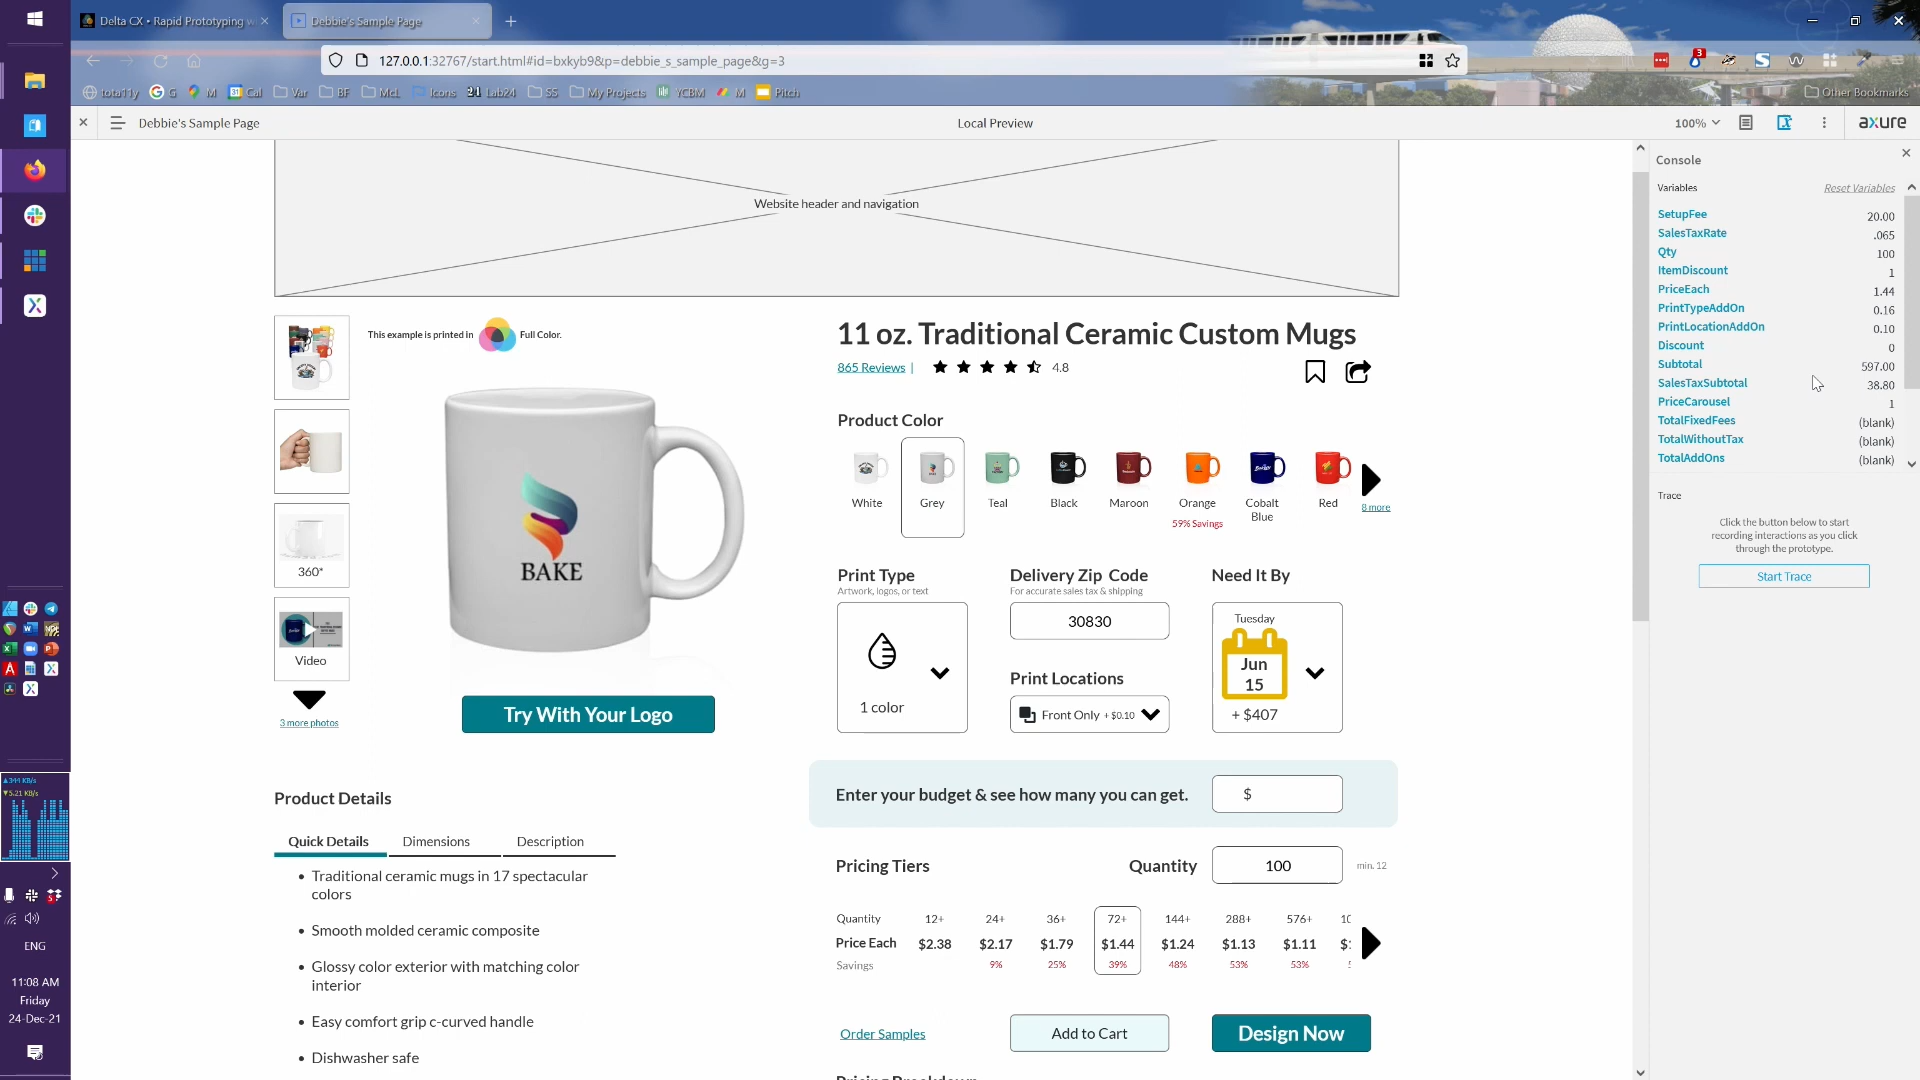 Delta CX • Rapid Prototyping w
Debbie's Sample Page
127.0.0.1:32767/start.html#id=bxkyb9&p=debbie_s_sample_page&g=3
3
tota11y
G
M
Cal
Var
BF
McL
Icons
Lab24
SS
My Projects
YCBM
M
Pitch
Other Bookmarks
Debbie's Sample Page
Local Preview
100%
axure
Website header and navigation
This example is printed in
Full Color.
BAKE
360°
Video
3 more photos
Try With Your Logo
11 oz. Traditional Ceramic Custom Mugs
865 Reviews |
4.8
Product Color
White
Grey
Teal
Black
Maroon
Orange
59% Savings
Cobalt
Blue
Red
8 more
Print Type
Artwork, logos, or text
1 color
Delivery Zip Code
For accurate sales tax & shipping
30830
Print Locations
Front Only + $0.10
Need It By
Tuesday
Jun
15
+ $407
Enter your budget & see how many you can get.
$
Pricing Tiers
Quantity
100
min. 12
Quantity 12+ 24+ 36+ 72+ 144+ 288+ 576+ 10
Price Each $2.38 $2.17 $1.79 $1.44 $1.24 $1.13 $1.11 $1
Savings 9% 25% 39% 48% 53% 53%
Order Samples
Add to Cart
Design Now
Pricing Breakdown
Product Details
Quick Details
Dimensions
Description
• Traditional ceramic mugs in 17 spectacular
colors
• Smooth molded ceramic composite
• Glossy color exterior with matching color
interior
• Easy comfort grip c-curved handle
• Dishwasher safe
Console
Variables
Reset Variables
SetupFee 20.00
SalesTaxRate .065
Qty 100
ItemDiscount 1
PriceEach 1.44
PrintTypeAddOn 0.16
PrintLocationAddOn 0.10
Discount 0
Subtotal 597.00
SalesTaxSubtotal 38.80
PriceCarousel 1
TotalFixedFees (blank)
TotalWithoutTax (blank)
TotalAddOns (blank)
Trace
Click the button below to start
recording interactions as you click
through the prototype.
Start Trace
344 KB/s
5.21 KB/s
ENG
11:08 AM
Friday
24-Dec-21